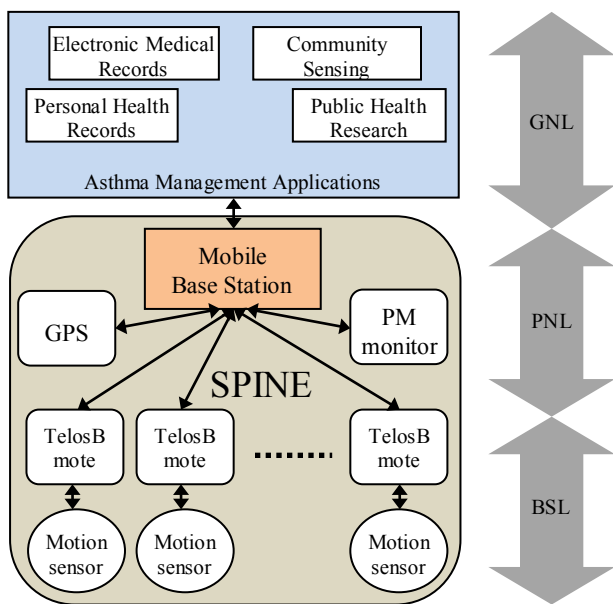 Electronic Medical
Records
Community
Sensing
Personal Health
Records
Public Health
Research
Asthma Management Applications
GNL
Mobile
Base Station
GPS
PM
monitor
PNL
SPINE
TelosB
mote
TelosB
mote
TelosB
mote
Motion
sensor
Motion
sensor
Motion
sensor
BSL